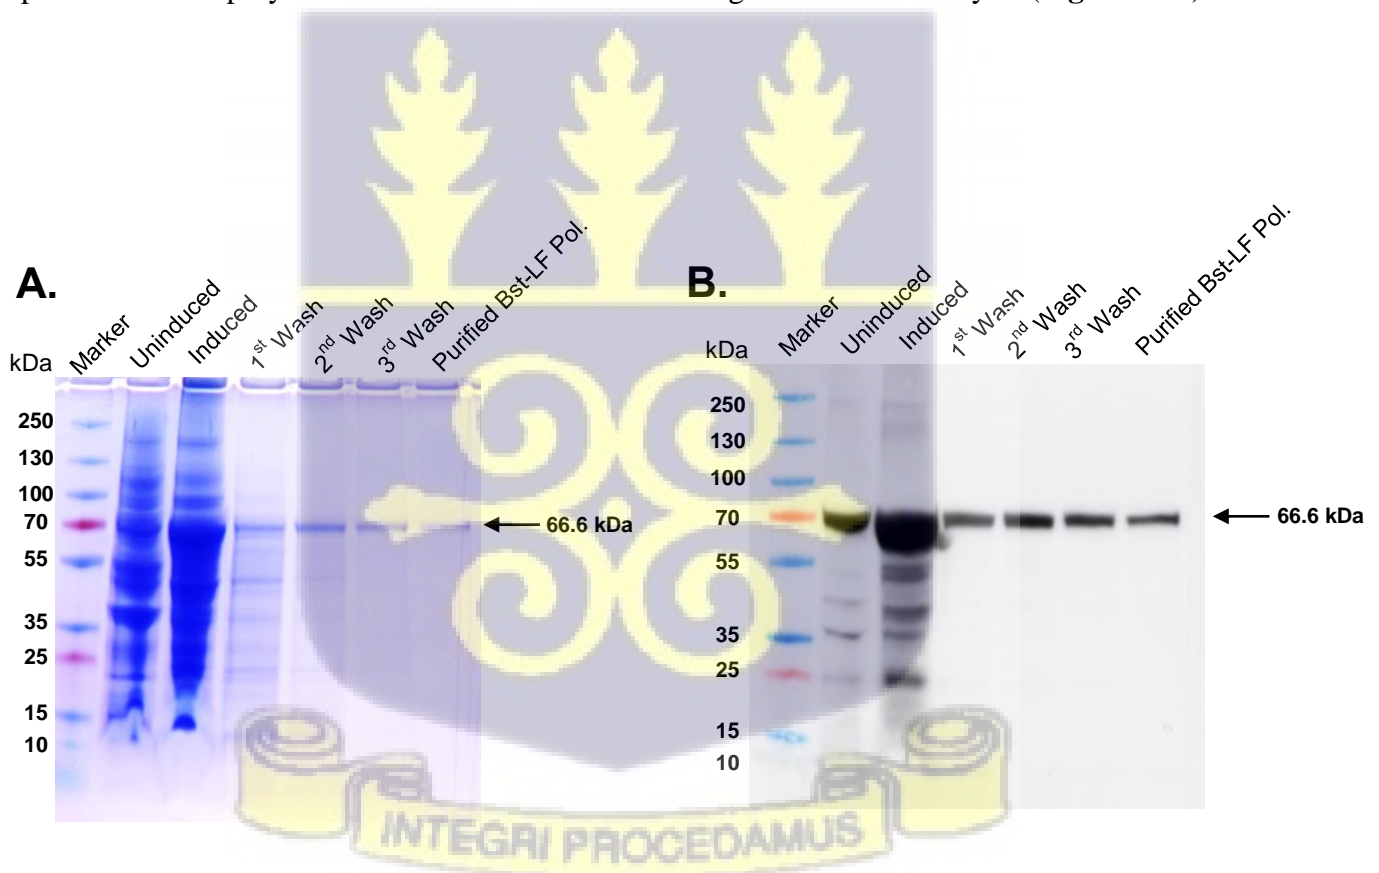 A.
kDa
Marker
Uninduced
Induced
1st Wash
2nd Wash
3rd Wash
Purified Bst-LF Pol.
250
130
100
70
55
35
25
15
10
66.6 kDa
B.
kDa
Marker
Uninduced
Induced
1st Wash
2nd Wash
3rd Wash
Purified Bst-LF Pol.
250
130
100
70
55
35
25
15
10
66.6 kDa
INTEGRI PROCEDAMUS